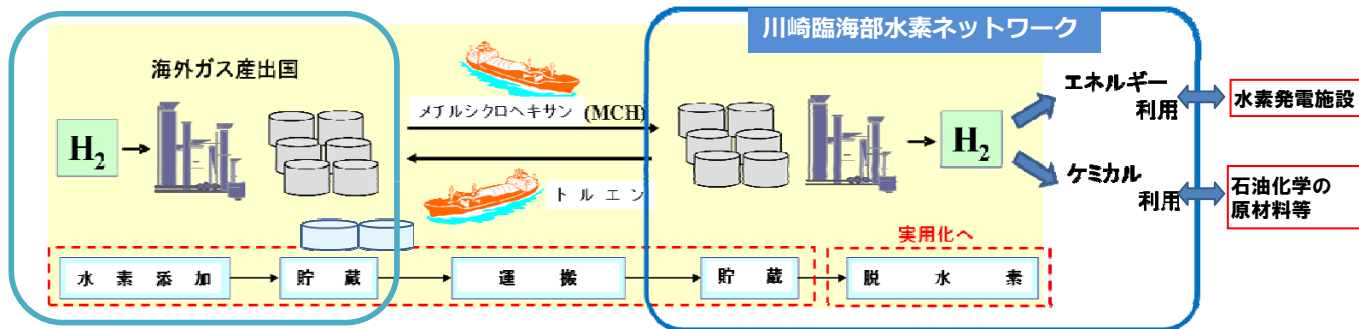 川崎臨海部水素ネットワーク
海外ガス産出国
H2
メチルシクロヘキサン (MCH)
トルエン
H2
エネルギー
利用
水素発電施設
ケミカル
利用
石油化学の
原材料等
実用化へ
水素添加
貯蔵
運搬
貯蔵
脱水素